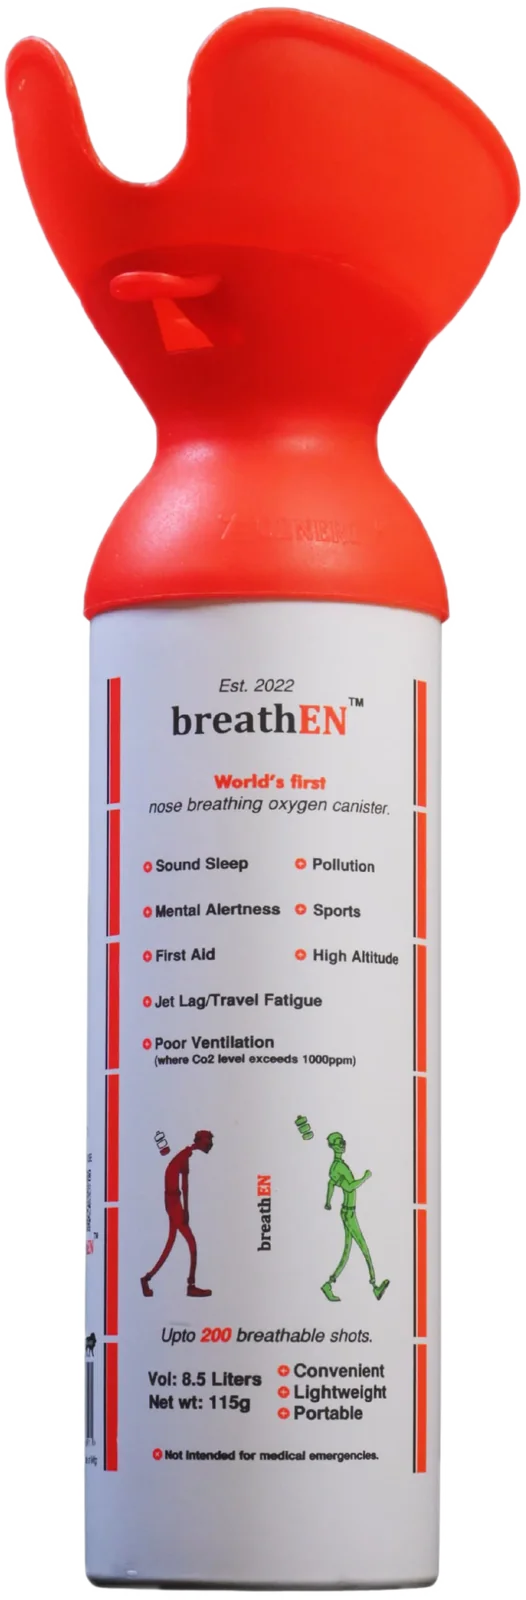 Est. 2022
breathEN™
World's first
nose breathing oxygen canister.
Sound Sleep
Pollution
Mental Alertness
Sports
First Aid
High Altitude
Jet Lag/Travel Fatigue
Poor Ventilation
(where Co2 level exceeds 1000ppm)
breathEN
Upto 200 breathable shots.
Vol: 8.5 Liters
Net wt: 115g
Convenient
Lightweight
Portable
Not intended for medical emergencies.